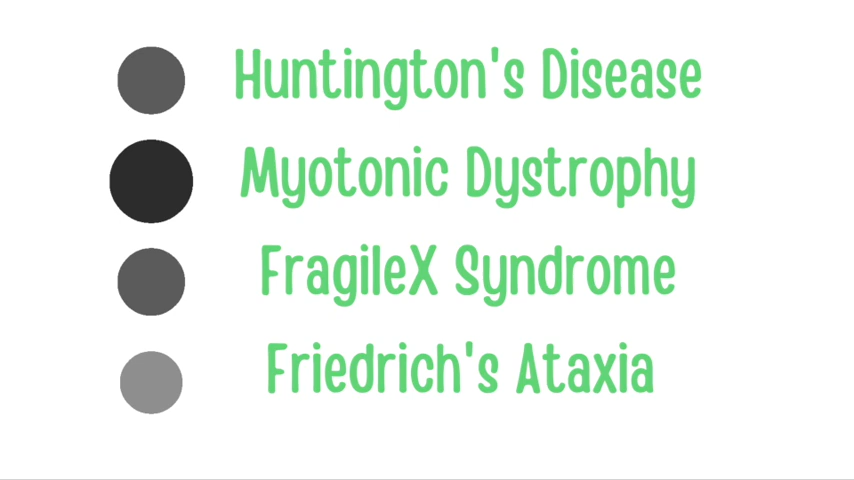 Huntington's Disease
Myotonic Dystrophy
FragileX Syndrome
Friedrich's Ataxia